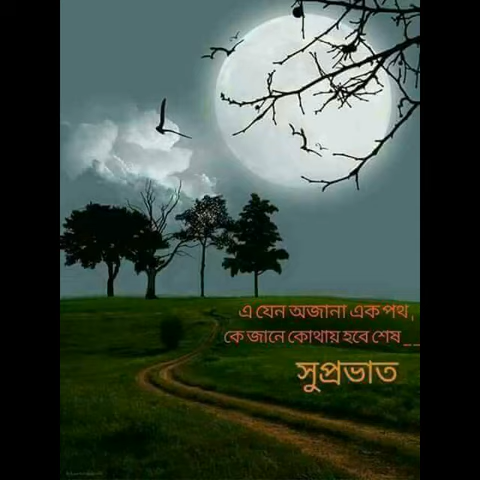 এ যেন অজানা এক পথ,
কে জানে কোথায় হবে শেষ _ _
সুপ্রভাত